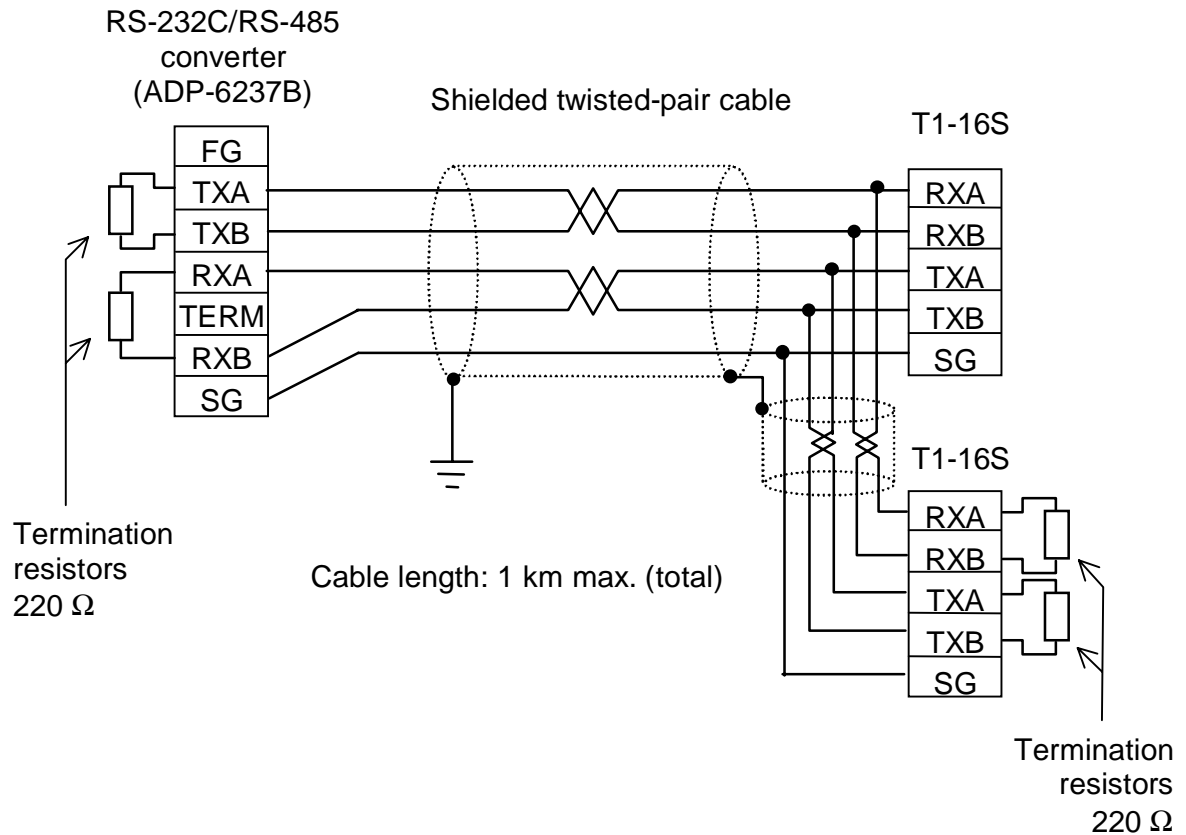 RS-232C/RS-485
converter
(ADP-6237B)
Shielded twisted-pair cable
T1-16S
FG
TXA
TXB
RXA
TERM
RXB
SG
RXA
RXB
TXA
TXB
SG
T1-16S
RXA
RXB
TXA
TXB
SG
Termination
resistors
220 Ω
Cable length: 1 km max. (total)
Termination
resistors
220 Ω